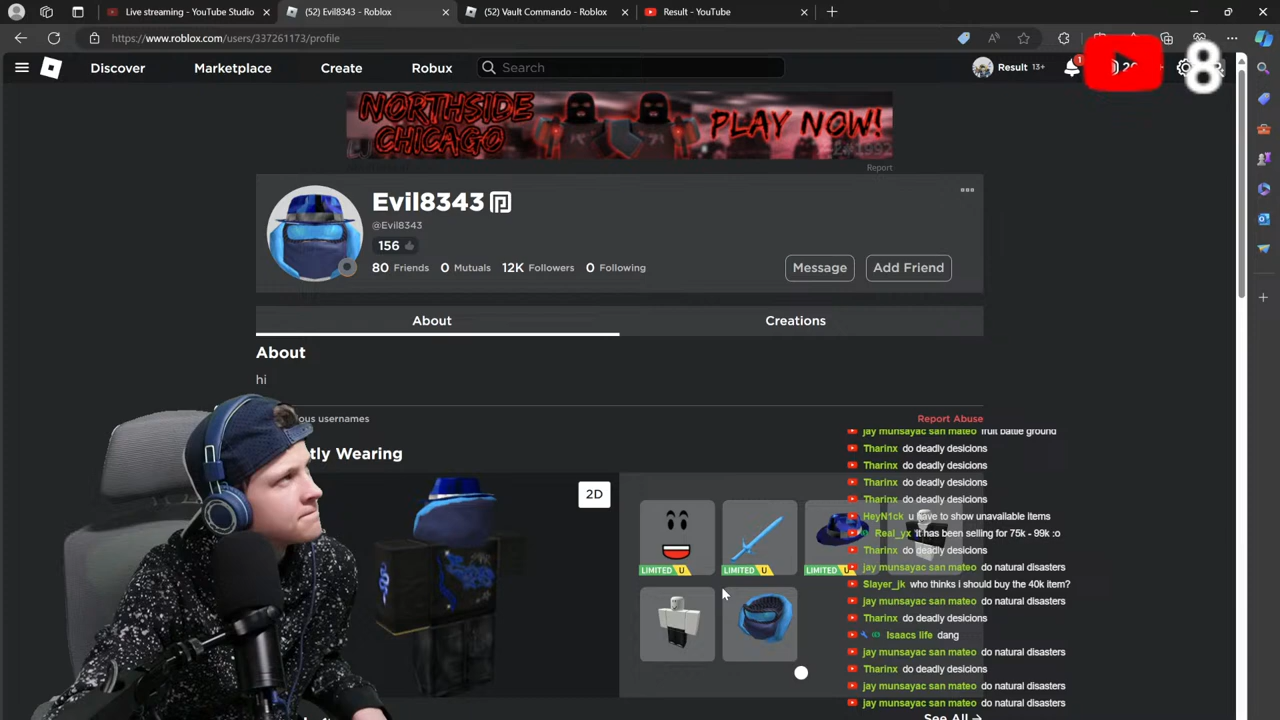 Live streaming - YouTube Studio
(52) Evil8343 - Roblox
(52) Vault Commando - Roblox
Result - YouTube
https://www.roblox.com/users/337261173/profile
8
Discover
Marketplace
Create
Robux
Search
Result 13+
1
NORTHSIDE
CHICAGO
PLAY NOW!
Report
Evil8343
@Evil8343
156
80 Friends
0 Mutuals
12K Followers
0 Following
Message
Add Friend
About
Creations
About
hi
ous usernames
Report Abuse
tly Wearing
2D
LIMITED U
LIMITED U
LIMITED U
See All →
jay munsayac san mateo fruit battle ground
Tharinx do deadly desicions
Tharinx do deadly desicions
Tharinx do deadly desicions
Tharinx do deadly desicions
HeyN1ck u have to show unavailable items
Real_yx it has been selling for 75k - 99k :o
Tharinx do deadly desicions
jay munsayac san mateo do natural disasters
Slayer_jk who thinks i should buy the 40k item?
jay munsayac san mateo do natural disasters
Tharinx do deadly desicions
Isaacs life dang
jay munsayac san mateo do natural disasters
Tharinx do deadly desicions
jay munsayac san mateo do natural disasters
jay munsayac san mateo do natural disasters